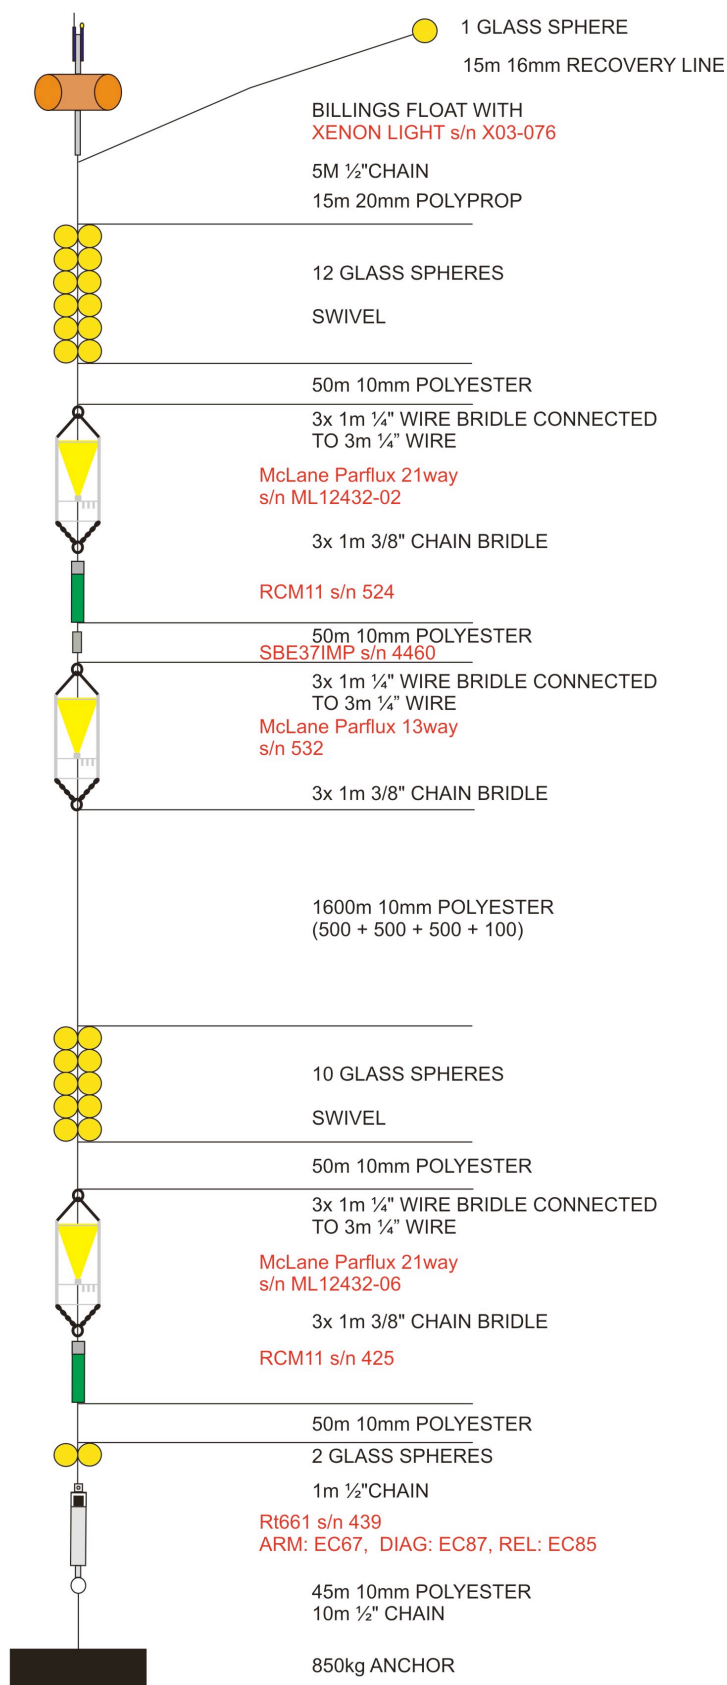 1 GLASS SPHERE
15m 16mm RECOVERY LINE
BILLINGS FLOAT WITH
XENON LIGHT s/n X03-076
5M ½"CHAIN
15m 20mm POLYPROP
12 GLASS SPHERES
SWIVEL
50m 10mm POLYESTER
3x 1m ¼" WIRE BRIDLE CONNECTED
TO 3m ¼” WIRE
McLane Parflux 21way
s/n ML12432-02
3x 1m 3/8" CHAIN BRIDLE
RCM11 s/n 524
50m 10mm POLYESTER
SBE37IMP s/n 4460
3x 1m ¼" WIRE BRIDLE CONNECTED
TO 3m ¼” WIRE
McLane Parflux 13way
s/n 532
3x 1m 3/8" CHAIN BRIDLE
1600m 10mm POLYESTER
(500 + 500 + 500 + 100)
10 GLASS SPHERES
SWIVEL
50m 10mm POLYESTER
3x 1m ¼" WIRE BRIDLE CONNECTED
TO 3m ¼” WIRE
McLane Parflux 21way
s/n ML12432-06
3x 1m 3/8" CHAIN BRIDLE
RCM11 s/n 425
50m 10mm POLYESTER
2 GLASS SPHERES
1m ½"CHAIN
Rt661 s/n 439
ARM: EC67,  DIAG: EC87, REL: EC85
45m 10mm POLYESTER
10m ½" CHAIN
850kg ANCHOR